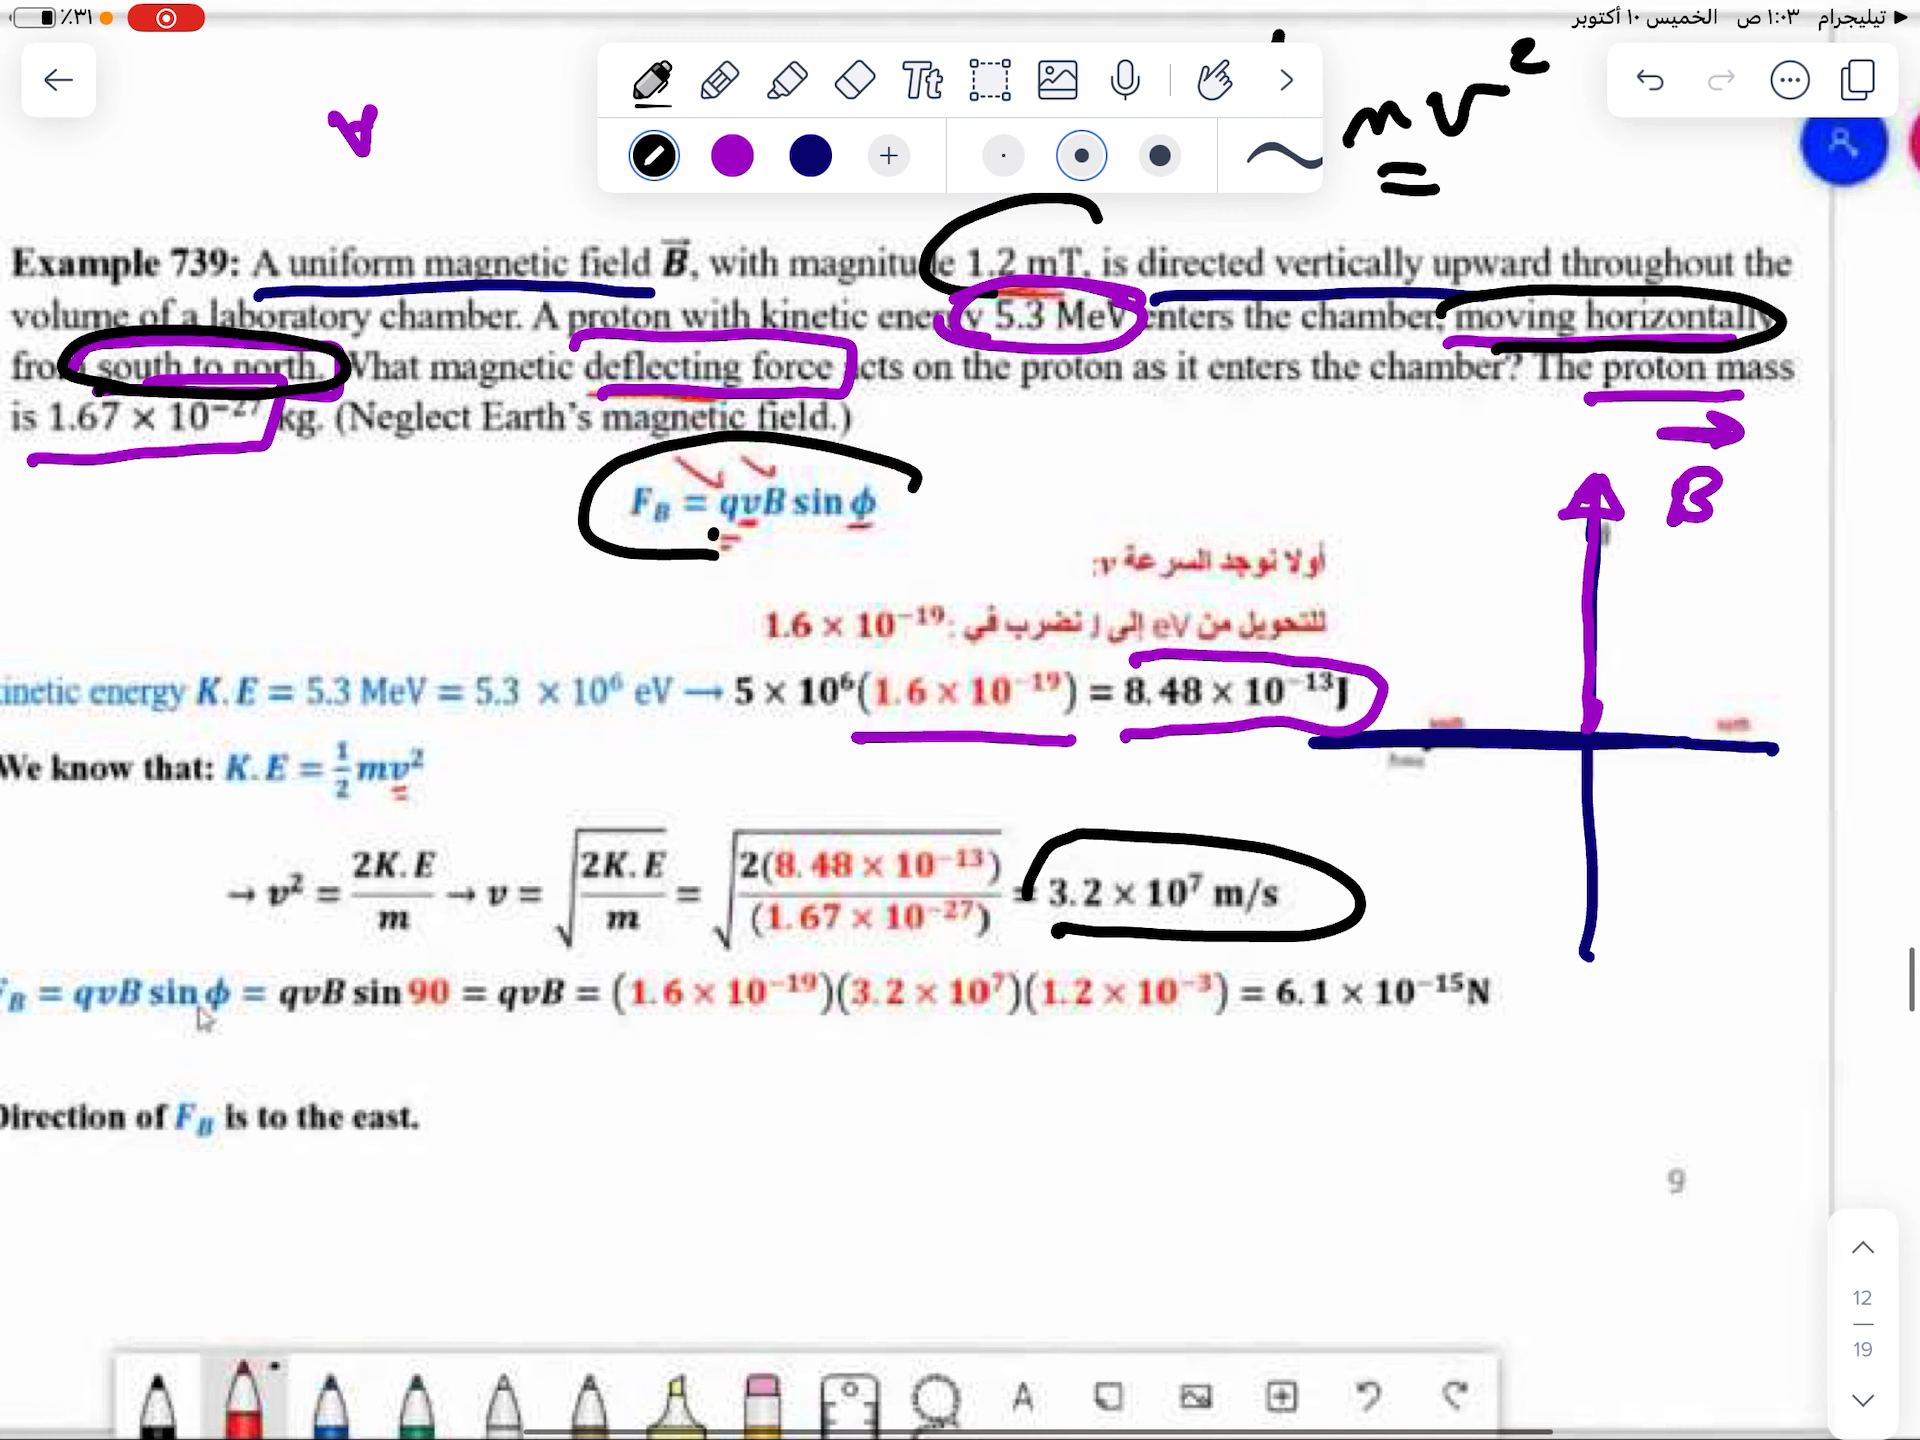 ٪٣١
الخميس ١٠ أكتوبر ١:٠٣ ص تيليجرام
Tt
mv²
Example 739: A uniform magnetic field B, with magnitude 1.2 mT, is directed vertically upward throughout the
volume of a laboratory chamber. A proton with kinetic energy 5.3 MeV enters the chamber, moving horizontally
from south to north. What magnetic deflecting force acts on the proton as it enters the chamber? The proton mass
is 1.67 × 10⁻²⁷ kg. (Neglect Earth's magnetic field.)
B
F_B = qvB sin ϕ
أولا نوجد السرعة v:
للتحويل من eV إلى J نضرب في: 1.6 × 10⁻¹⁹
inetic energy K.E = 5.3 MeV = 5.3 × 10⁶ eV → 5 × 10⁶(1.6 × 10⁻¹⁹) = 8.48 × 10⁻¹³J
We know that: K.E = 1/2 mv²
→ v² = 2K.E/m → v = √(2K.E/m) = √(2(8.48 × 10⁻¹³)/(1.67 × 10⁻²⁷)) = 3.2 × 10⁷ m/s
F_B = qvB sin ϕ = qvB sin 90 = qvB = (1.6 × 10⁻¹⁹)(3.2 × 10⁷)(1.2 × 10⁻³) = 6.1 × 10⁻¹⁵N
Direction of F_B is to the east.
9
12
19
A